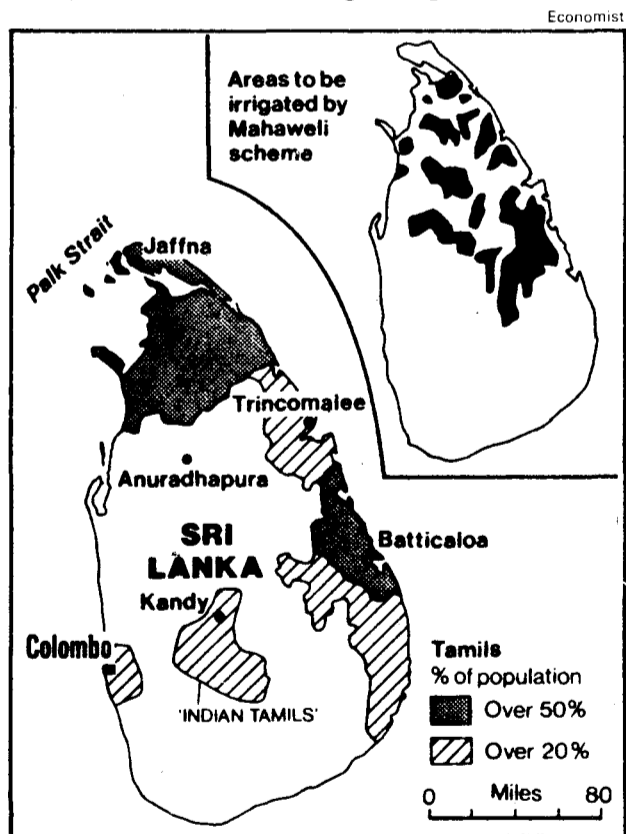 Economist
Areas to be
irrigated by
Mahaweli
scheme
Palk Strait
Jaffna
Trincomalee
Anuradhapura
SRI
LANKA
Batticaloa
Kandy
Colombo
'INDIAN TAMILS'
Tamils
% of population
Over 50%
Over 20%
0 Miles 80